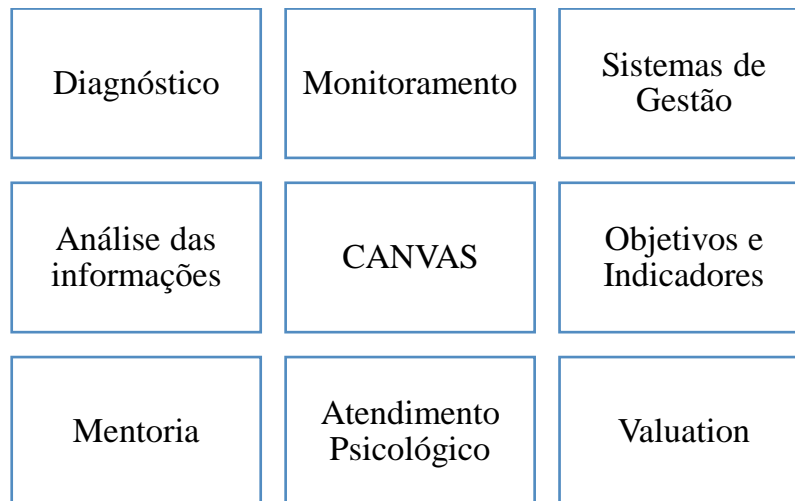 Diagnóstico
Monitoramento
Sistemas de
Gestão
Análise das
informações
CANVAS
Objetivos e
Indicadores
Mentoria
Atendimento
Psicológico
Valuation